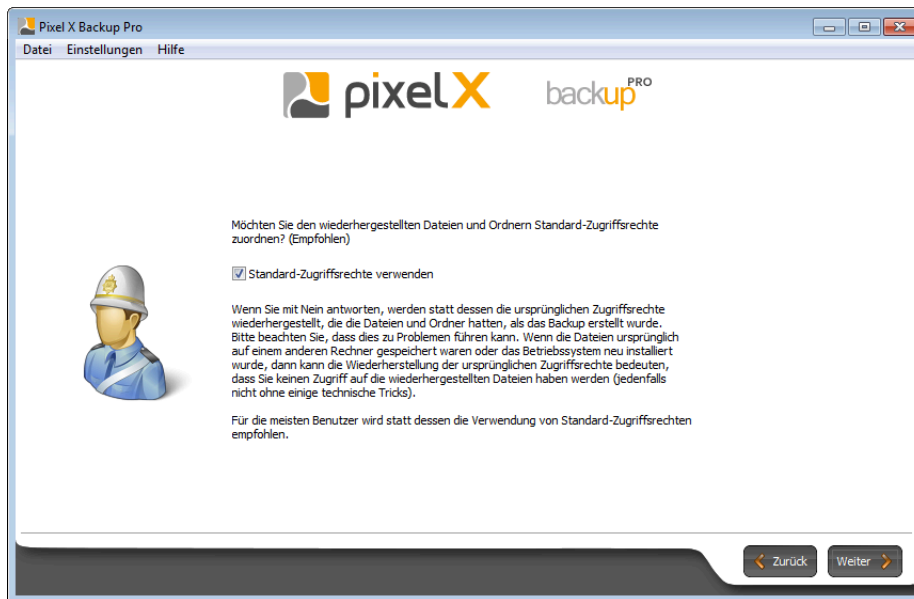 Pixel X Backup Pro
Datei Einstellungen Hilfe
pixelX
backup PRO
Möchten Sie den wiederhergestellten Dateien und Ordnern Standard-Zugriffsrechte
zuordnen? (Empfohlen)
Standard-Zugriffsrechte verwenden
Wenn Sie mit Nein antworten, werden statt dessen die ursprünglichen Zugriffsrechte
wiederhergestellt, die die Dateien und Ordner hatten, als das Backup erstellt wurde.
Bitte beachten Sie, dass dies zu Problemen führen kann. Wenn die Dateien ursprünglich
auf einem anderen Rechner gespeichert waren oder das Betriebssystem neu installiert
wurde, dann kann die Wiederherstellung der ursprünglichen Zugriffsrechte bedeuten,
dass Sie keinen Zugriff auf die wiederhergestellten Dateien haben werden (jedenfalls
nicht ohne einige technische Tricks).
Für die meisten Benutzer wird statt dessen die Verwendung von Standard-Zugriffsrechten
empfohlen.
Zurück
Weiter